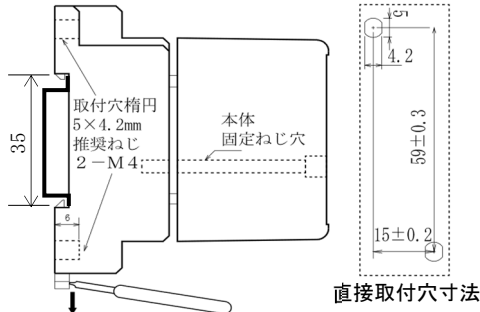 35
取付穴楕円
5×4.2mm
推奨ねじ
2－M4
6
本体
固定ねじ穴
5
4.2
59±0.3
15±0.2
直接取付穴寸法